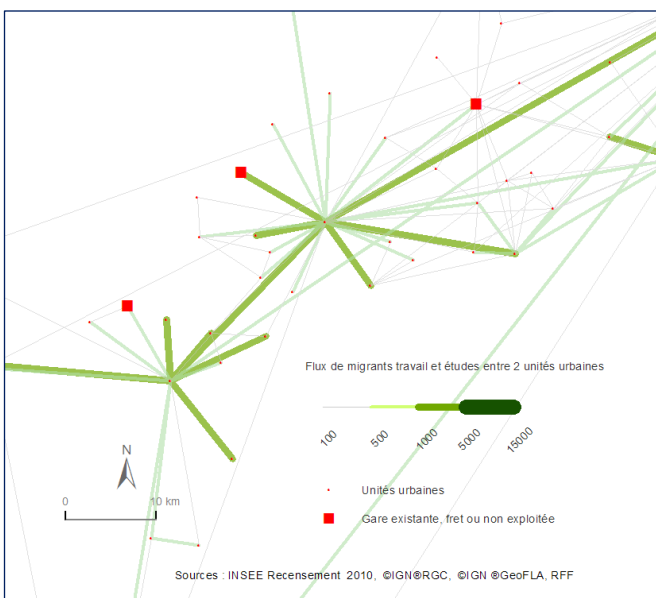 Flux de migrants travail et études entre 2 unités urbaines
100 500 1000 5000 15000
N
0 10 km
Unités urbaines
Gare existante, fret ou non exploitée
Sources : INSEE Recensement 2010, ©IGN®RGC, ©IGN ®GeoFLA, RFF